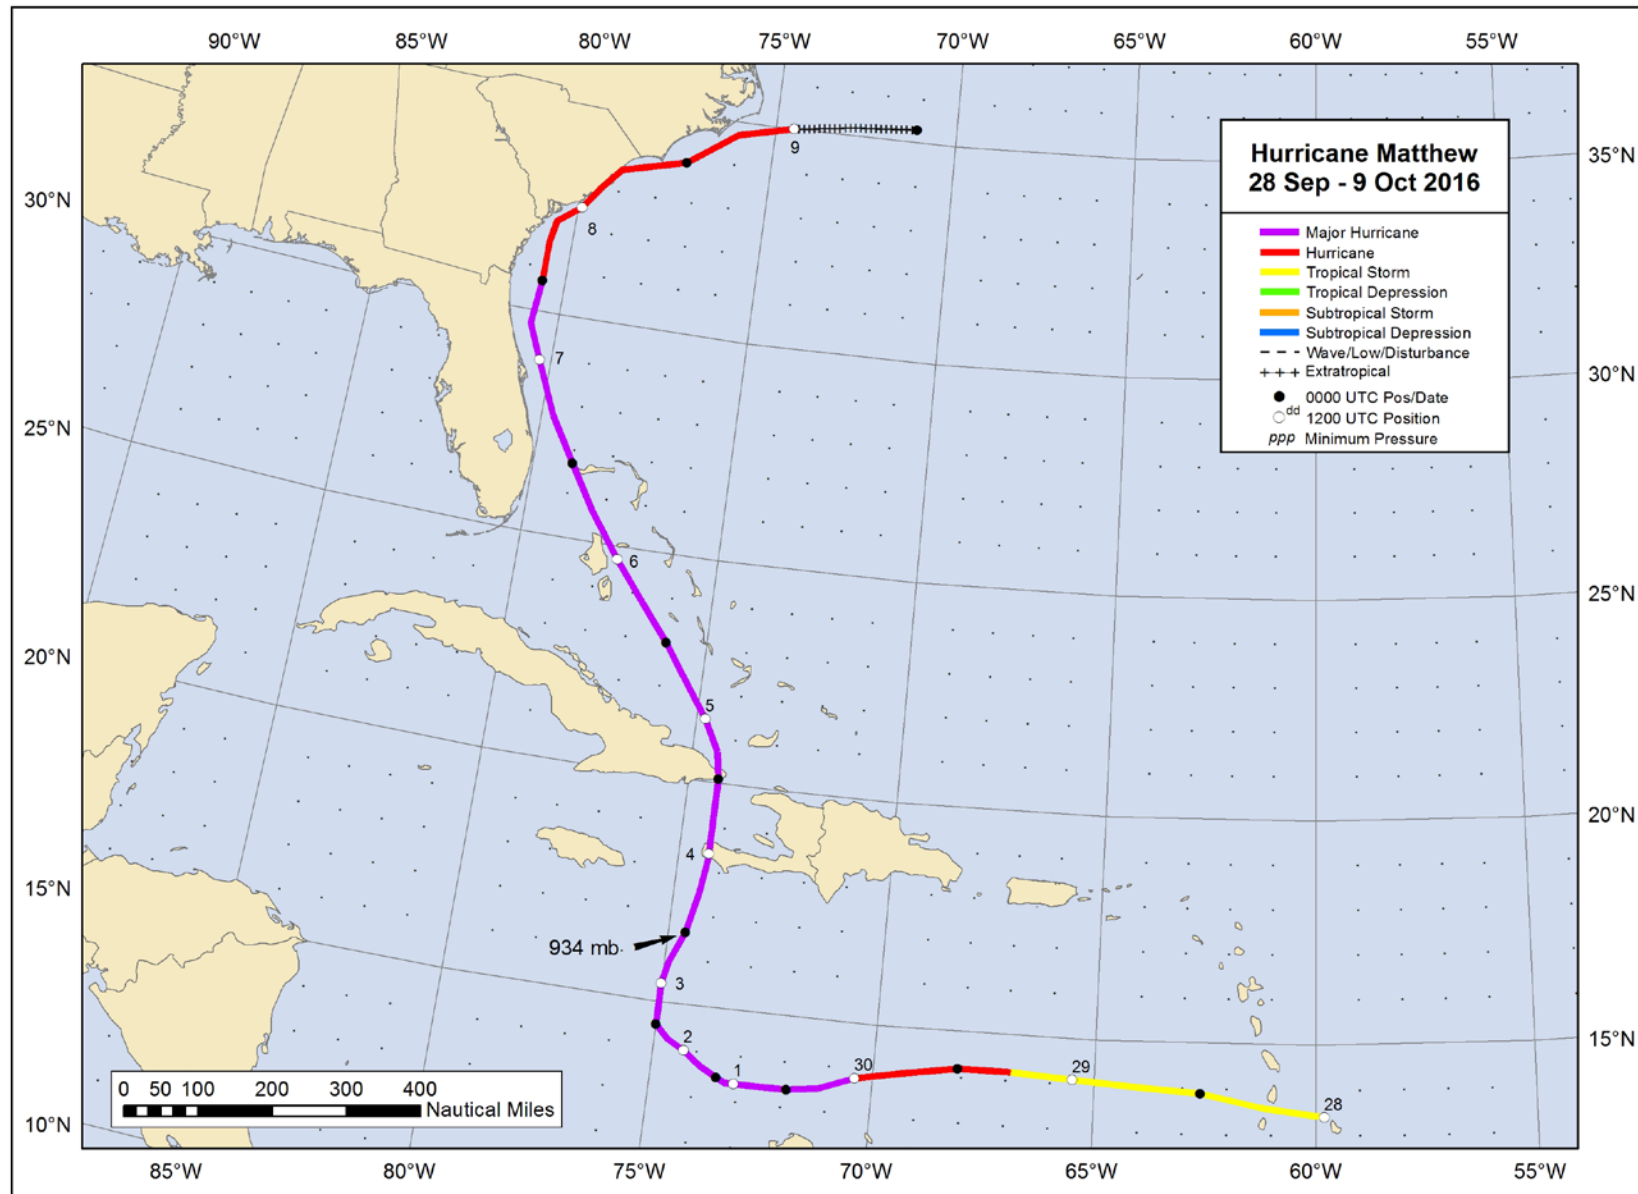 90°W 85°W 80°W 75°W 70°W 65°W 60°W 55°W
Hurricane Matthew
28 Sep - 9 Oct 2016
Major Hurricane
Hurricane
Tropical Storm
Tropical Depression
Subtropical Storm
Subtropical Depression
Wave/Low/Disturbance
Extratropical
0000 UTC Pos/Date
dd
1200 UTC Position
ppp Minimum Pressure
9
35°N
30°N
8
7
30°N
25°N
6
25°N
20°N
5
20°N
4
15°N
934 mb
3
2
15°N
1
30
29
28
0 50 100 200 300 400
Nautical Miles
10°N
85°W 80°W 75°W 70°W 65°W 60°W 55°W